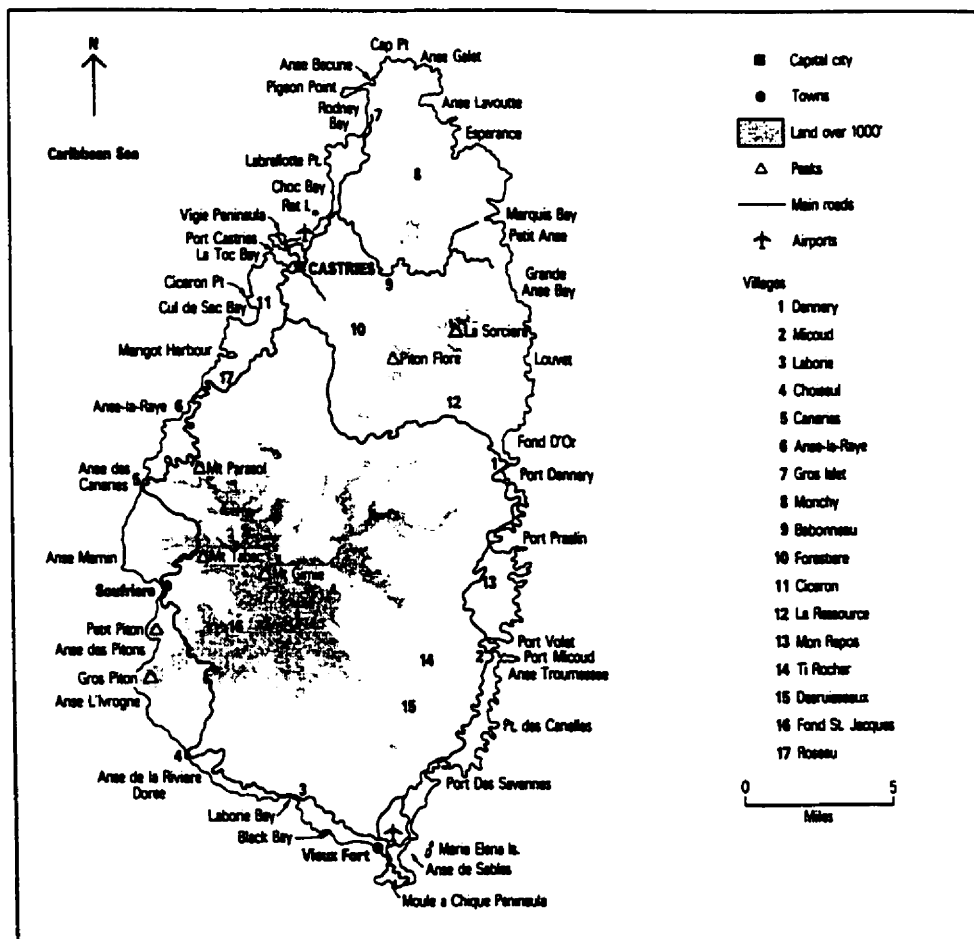 N
Caribbean Sea
Cap Pt
Anse Galet
Anse Becune
Pigeon Point
Rodney
Bay
7
Anse Lavoutte
Esperance
Labrellotte Pt.
8
Choc Bay
Rat I.
Vigie Peninsula
Port Castries
La Toc Bay
CASTRIES
Marquis Bay
Petit Anse
9
Grande
Anse Bay
Ciceron Pt
11
Cul de Sac Bay
10
La Sorciere
Piton Flore
Louvet
Marigot Harbour
17
Anse-la-Raye
6
12
Fond D'Or
1
Port Dennery
Anse des
Canaries
5
Mt Parasol
Port Praslin
Anse Mamin
Mt Tabac
Mt Gimie
13
Soufriere
Petit Piton
16
Anse des Pitons
Port Volet
14
2
Port Micoud
Anse Troumassee
Gros Piton
Anse L'Ivrogne
15
Pt. des Canelles
4
Anse de la Riviere
Doree
3
Port Des Savannes
Laborie Bay
Black Bay
Vieux Fort
Maria Elena Is.
Anse de Sables
Moule a Chique Peninsula
Capital city
Towns
Land over 1000'
Peaks
Main roads
Airports
Villages
1 Dennery
2 Micoud
3 Laborie
4 Choiseul
5 Canaries
6 Anse-la-Raye
7 Gros Islet
8 Monchy
9 Babonneau
10 Forestiere
11 Ciceron
12 La Ressource
13 Mon Repos
14 Ti Rocher
15 Desruisseaux
16 Fond St. Jacques
17 Roseau
0 5
Miles